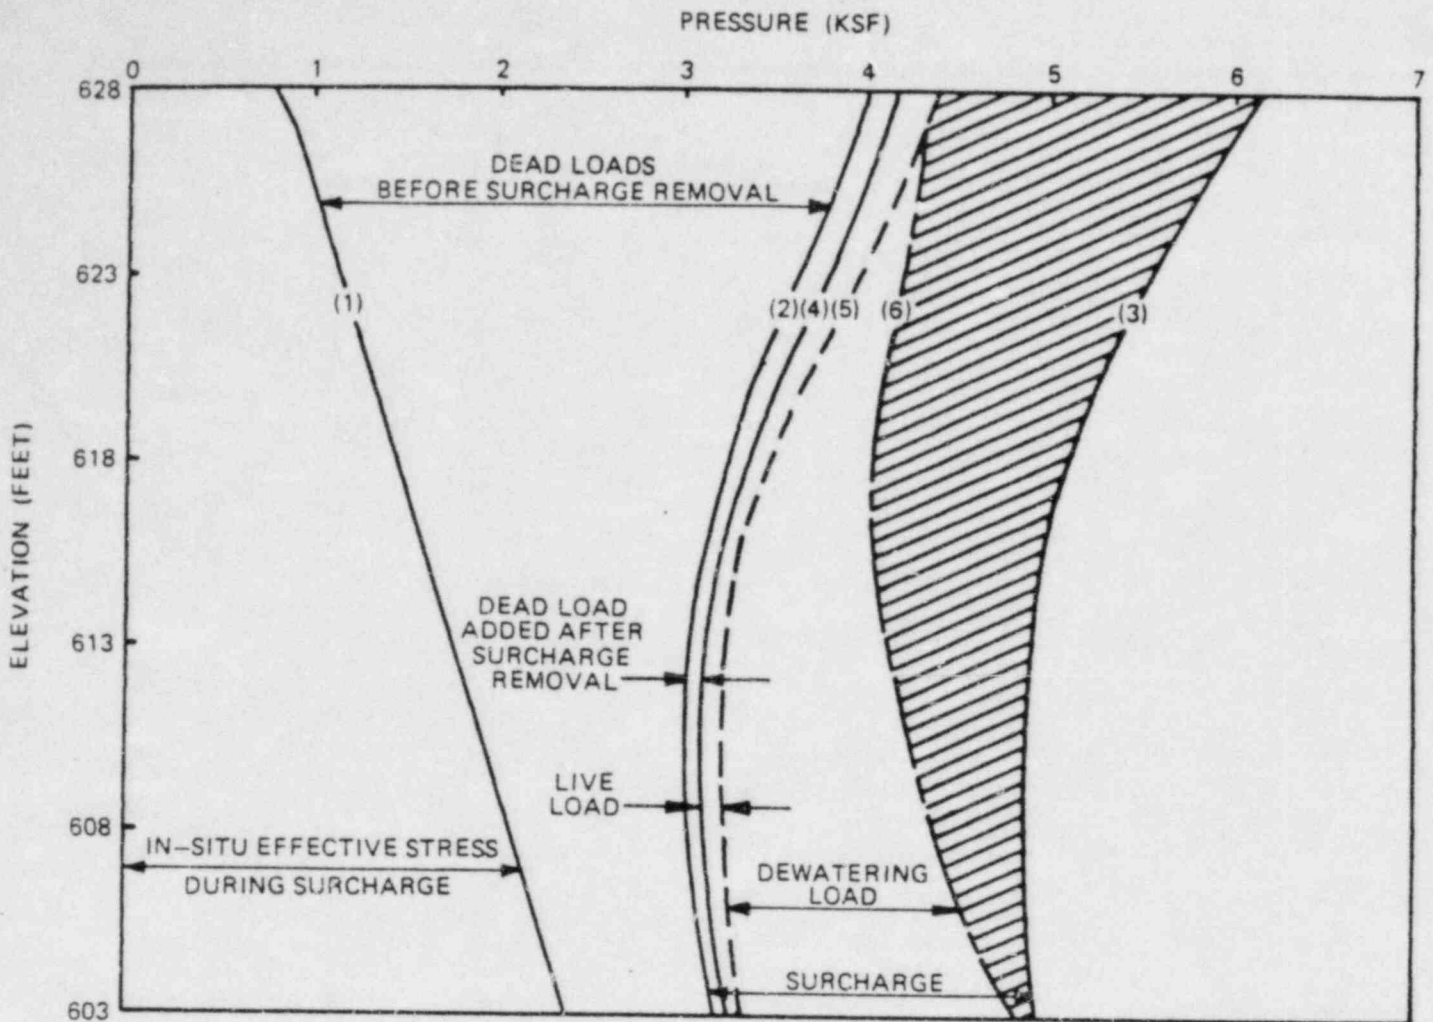 PRESSURE (KSF)
0 1 2 3 4 5 6 7
628
DEAD LOADS
BEFORE SURCHARGE REMOVAL
623
(1) (2)(4)(5) (6) (3)
618
ELEVATION (FEET)
DEAD LOAD
ADDED AFTER
SURCHARGE
REMOVAL
613
LIVE
LOAD
608
IN-SITU EFFECTIVE STRESS
DURING SURCHARGE
DEWATERING
LOAD
SURCHARGE
603